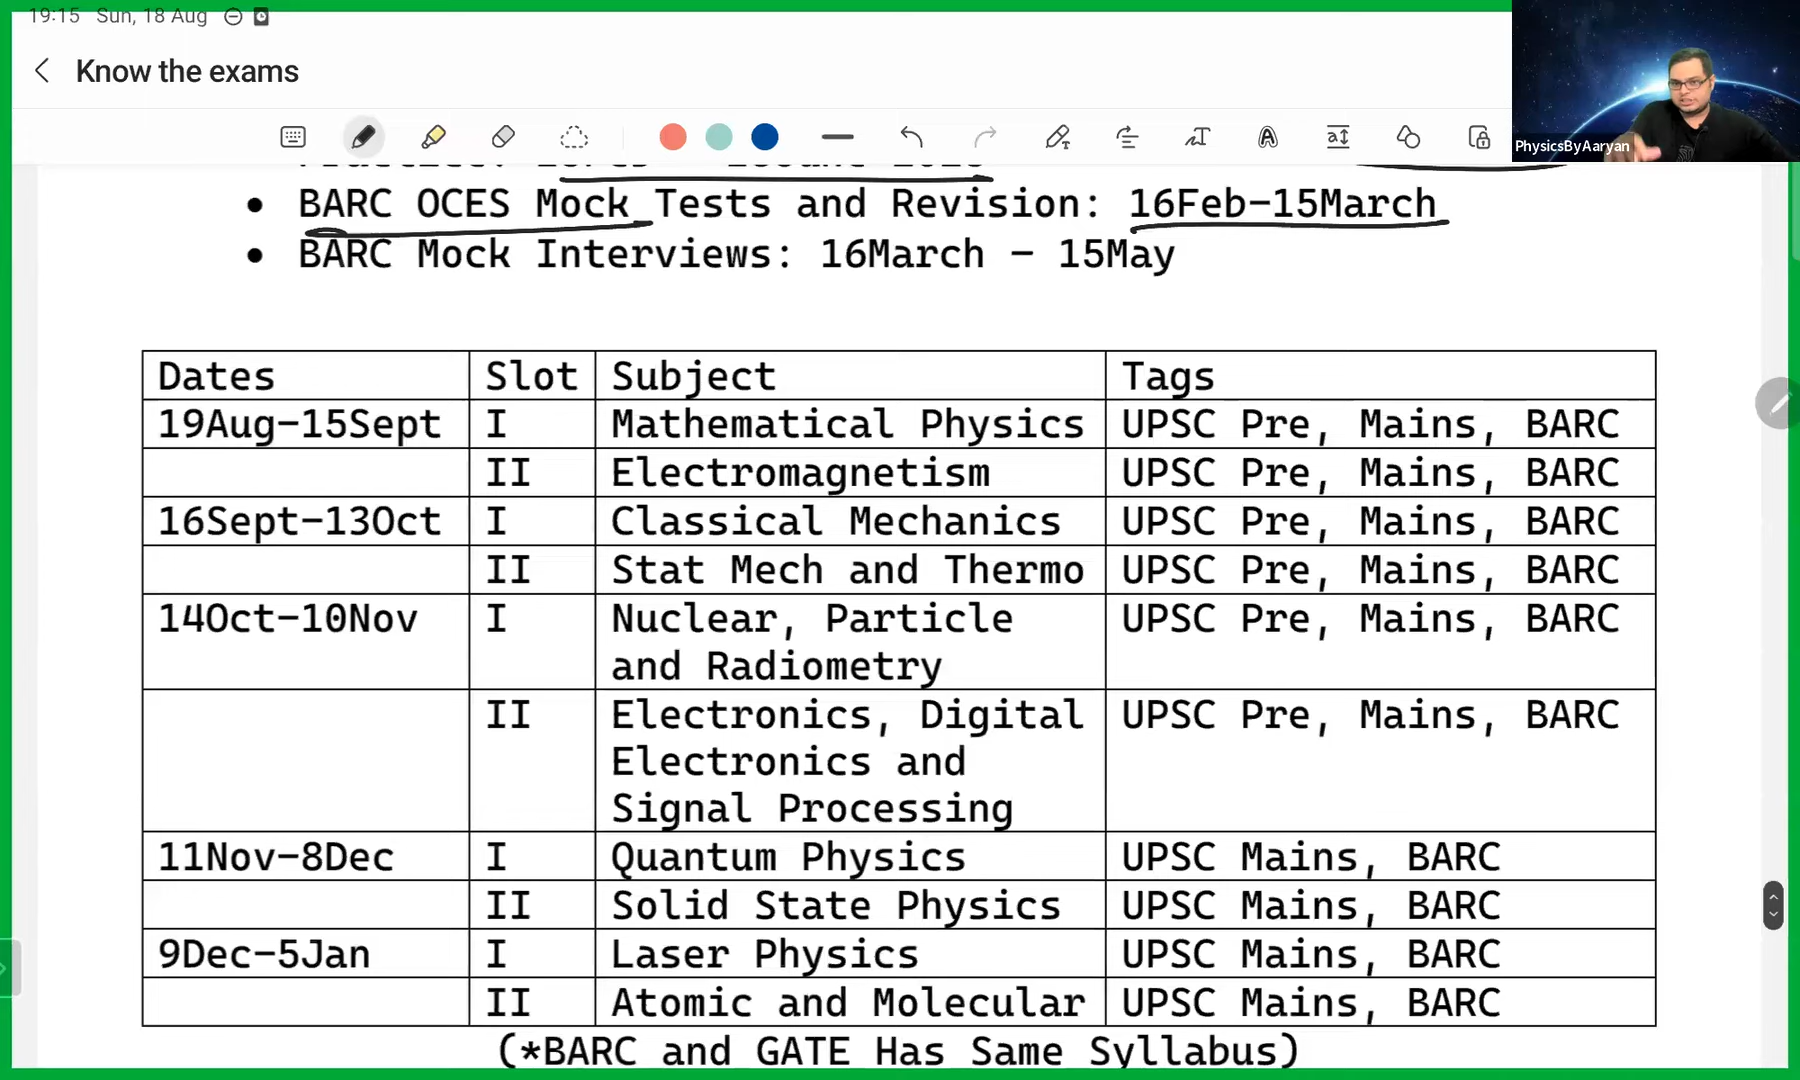 19:15 Sun, 18 Aug
Know the exams
PhysicsByAaryan
• BARC OCES Mock Tests and Revision: 16Feb-15March
• BARC Mock Interviews: 16March - 15May
Dates Slot Subject Tags
19Aug-15Sept I Mathematical Physics UPSC Pre, Mains, BARC
II Electromagnetism UPSC Pre, Mains, BARC
16Sept-13Oct I Classical Mechanics UPSC Pre, Mains, BARC
II Stat Mech and Thermo UPSC Pre, Mains, BARC
14Oct-10Nov I Nuclear, Particle UPSC Pre, Mains, BARC
and Radiometry
II Electronics, Digital UPSC Pre, Mains, BARC
Electronics and
Signal Processing
11Nov-8Dec I Quantum Physics UPSC Mains, BARC
II Solid State Physics UPSC Mains, BARC
9Dec-5Jan I Laser Physics UPSC Mains, BARC
II Atomic and Molecular UPSC Mains, BARC
(*BARC and GATE Has Same Syllabus)